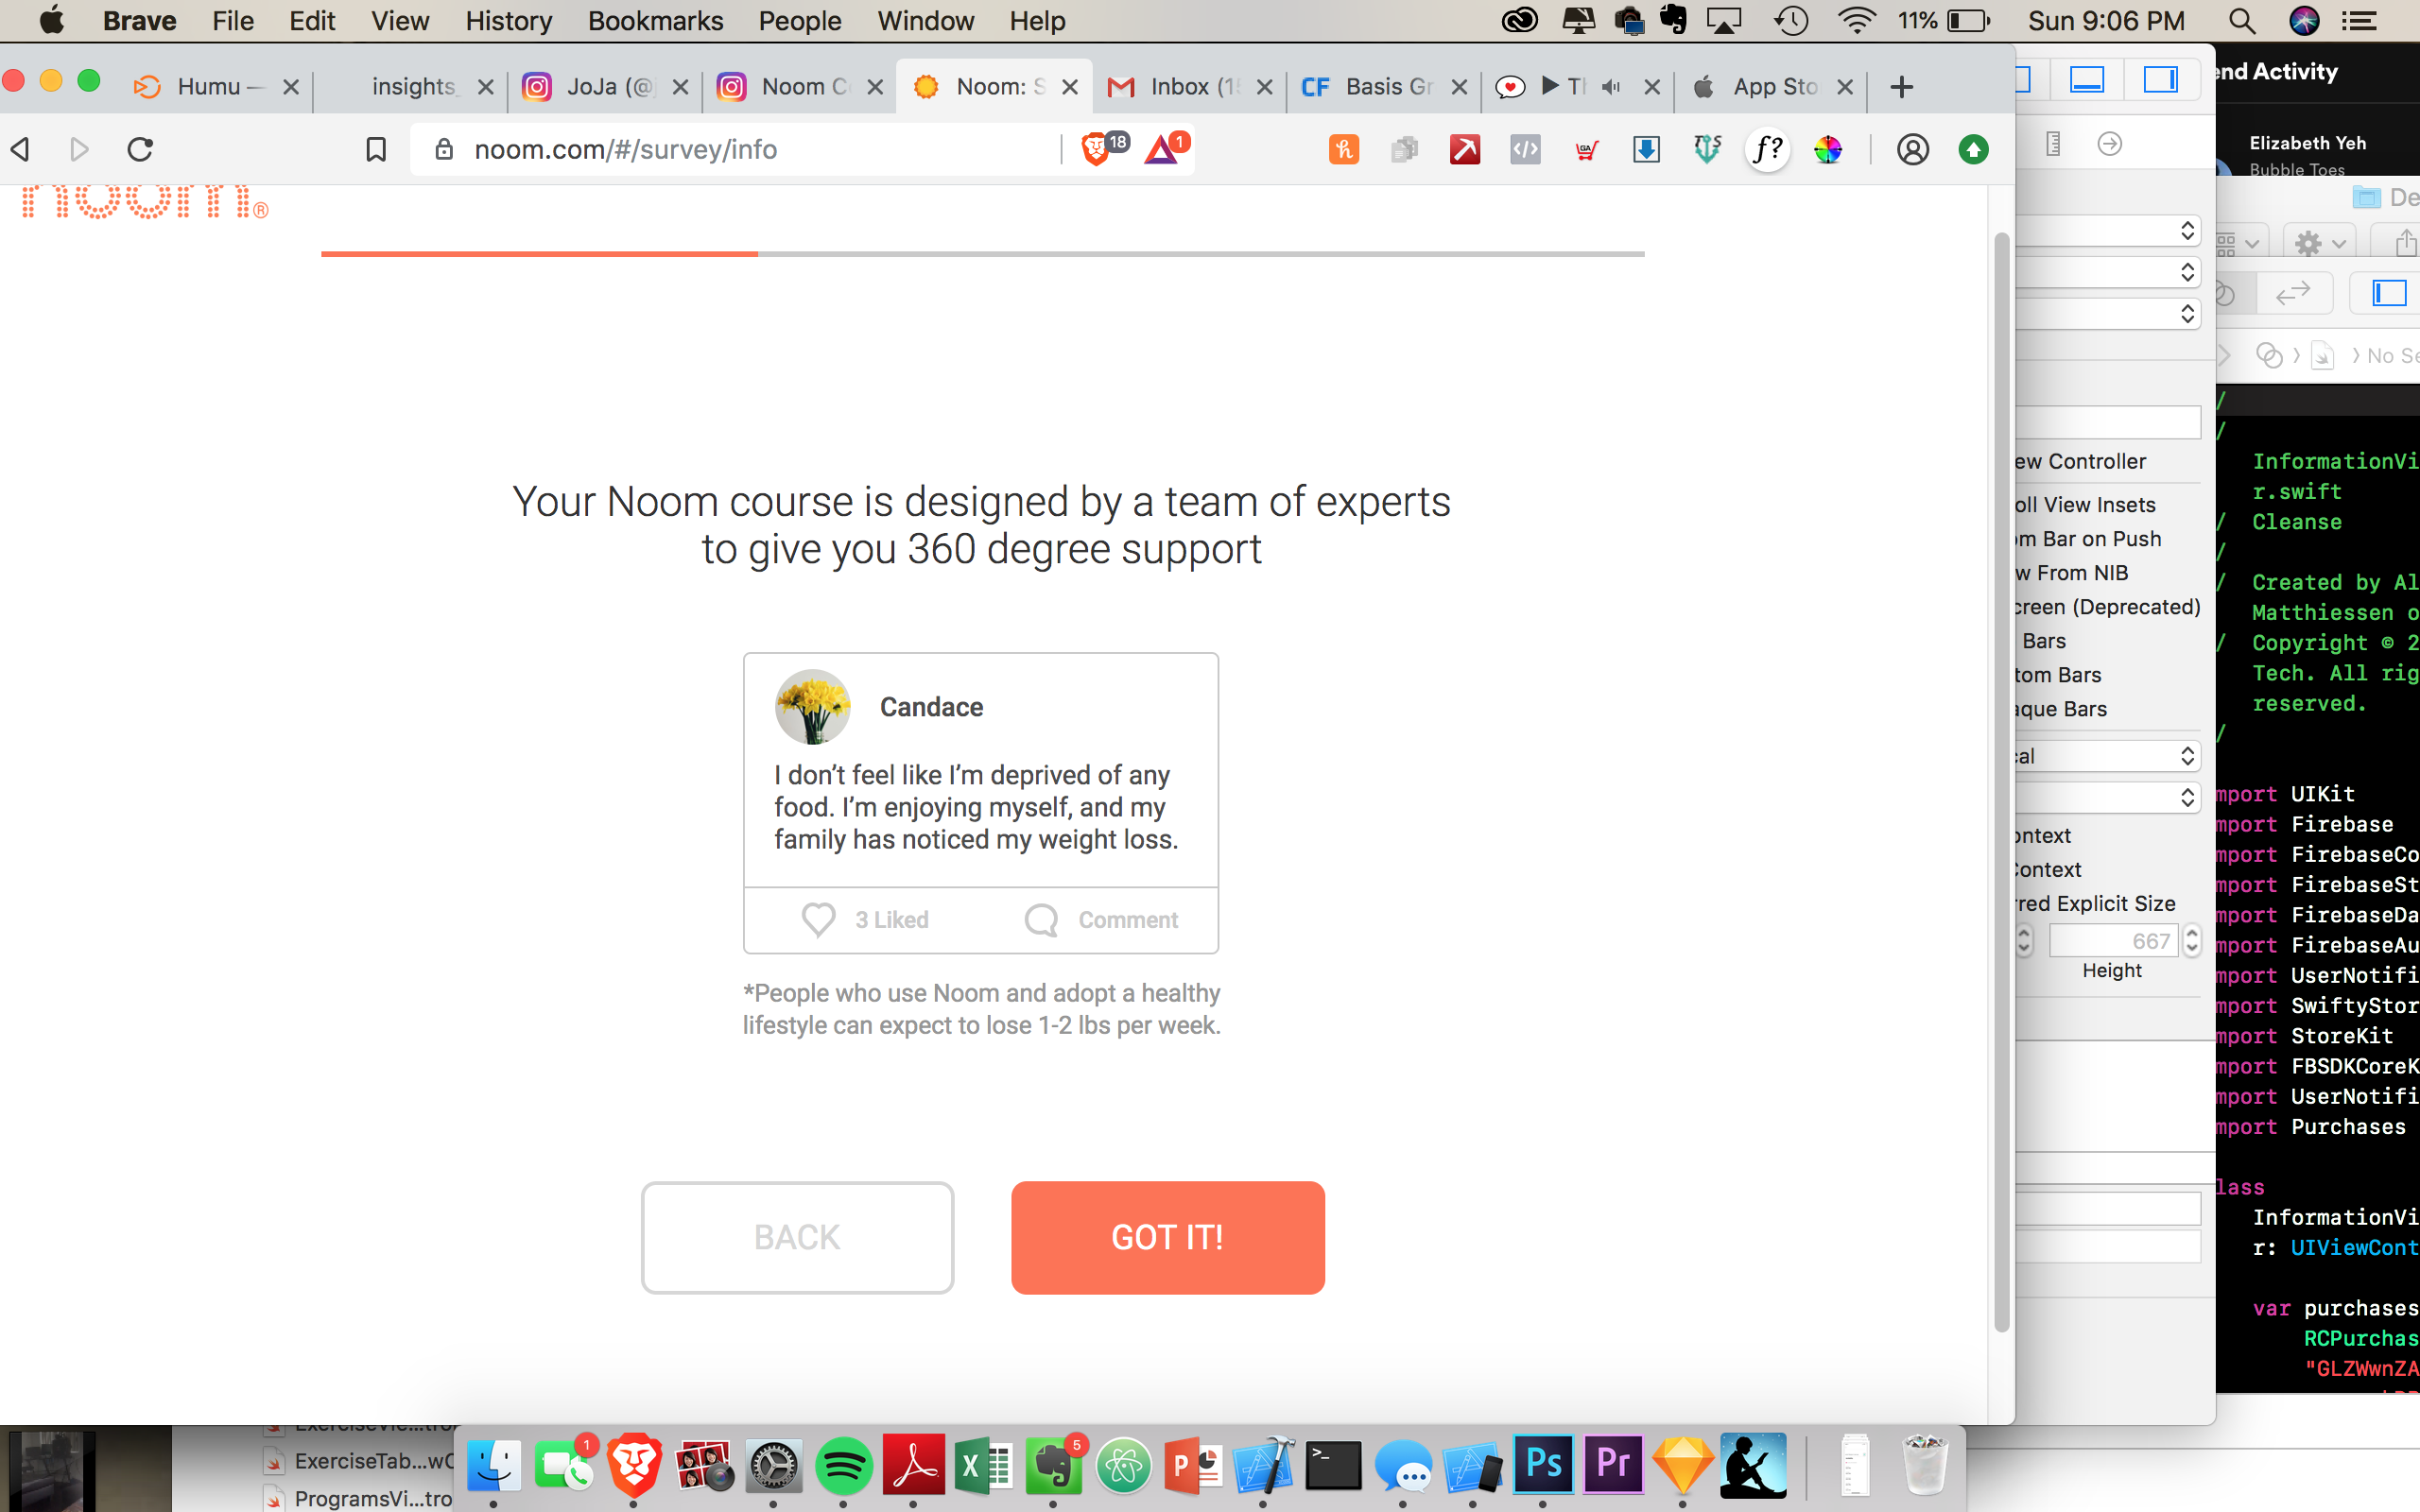 Brave File Edit View History Bookmarks People Window Help 11% Sun 9:06 PM
Humu — insights_ JoJa (@j Noom C Noom: S Inbox (1 CF Basis Gr App Sto
noom.com/#/survey/info 18 1
noom®
Your Noom course is designed by a team of experts
to give you 360 degree support
Candace
I don’t feel like I’m deprived of any
food. I’m enjoying myself, and my
family has noticed my weight loss.
3 Liked Comment
*People who use Noom and adopt a healthy
lifestyle can expect to lose 1-2 lbs per week.
BACK GOT IT!
ew Controller
oll View Insets
om Bar on Push
w From NIB
creen (Deprecated)
Bars
tom Bars
aque Bars
cal
ontext
Context
rred Explicit Size
667
Height
end Activity
Elizabeth Yeh
Bubble Toes
De
No Se
/
/
InformationVi
r.swift
/ Cleanse
/
/ Created by Al
Matthiessen o
/ Copyright © 2
Tech. All rig
reserved.
/
mport UIKit
mport Firebase
mport FirebaseCo
mport FirebaseSt
mport FirebaseDa
mport FirebaseAu
mport UserNotifi
mport SwiftyStor
mport StoreKit
mport FBSDKCoreK
mport UserNotifi
mport Purchases
lass
InformationVi
r: UIViewCont
var purchases
RCPurchas
"GLZWwnZA
ExerciseTab...wC
ProgramsVi...tro
1 5 Ps Pr